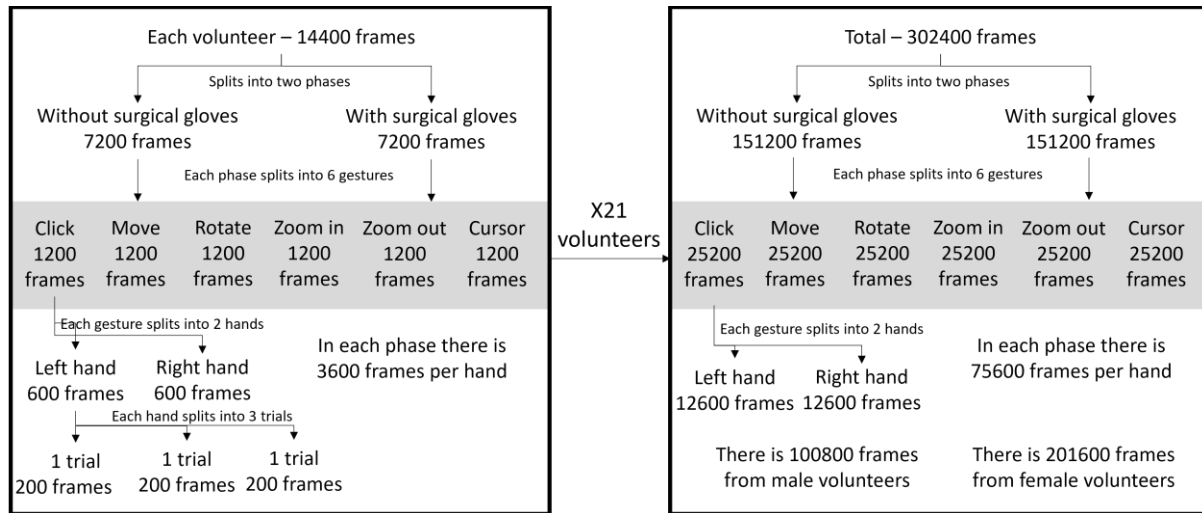 Each volunteer – 14400 frames
Splits into two phases
Without surgical gloves
7200 frames
With surgical gloves
7200 frames
Each phase splits into 6 gestures
Click
1200
frames
Move
1200
frames
Rotate
1200
frames
Zoom in
1200
frames
Zoom out
1200
frames
Cursor
1200
frames
Each gesture splits into 2 hands
Left hand
600 frames
Right hand
600 frames
In each phase there is
3600 frames per hand
Each hand splits into 3 trials
1 trial
200 frames
1 trial
200 frames
1 trial
200 frames
X21
volunteers
Total – 302400 frames
Splits into two phases
Without surgical gloves
151200 frames
With surgical gloves
151200 frames
Each phase splits into 6 gestures
Click
25200
frames
Move
25200
frames
Rotate
25200
frames
Zoom in
25200
frames
Zoom out
25200
frames
Cursor
25200
frames
Each gesture splits into 2 hands
Left hand
12600 frames
Right hand
12600 frames
In each phase there is
75600 frames per hand
There is 100800 frames
from male volunteers
There is 201600 frames
from female volunteers